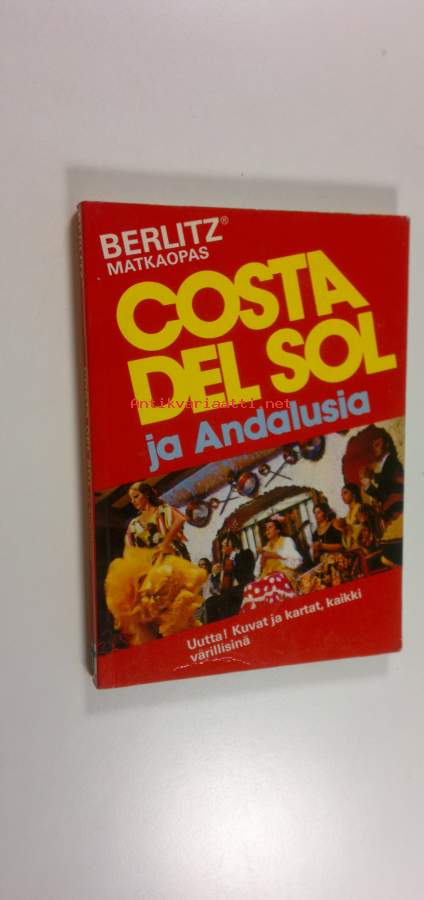 BERLITZ®
MATKAOPAS
COSTA
DEL SOL
Antikvariaatti.net
ja Andalusia
Uutta! Kuvat ja kartat, kaikki
värillisinä